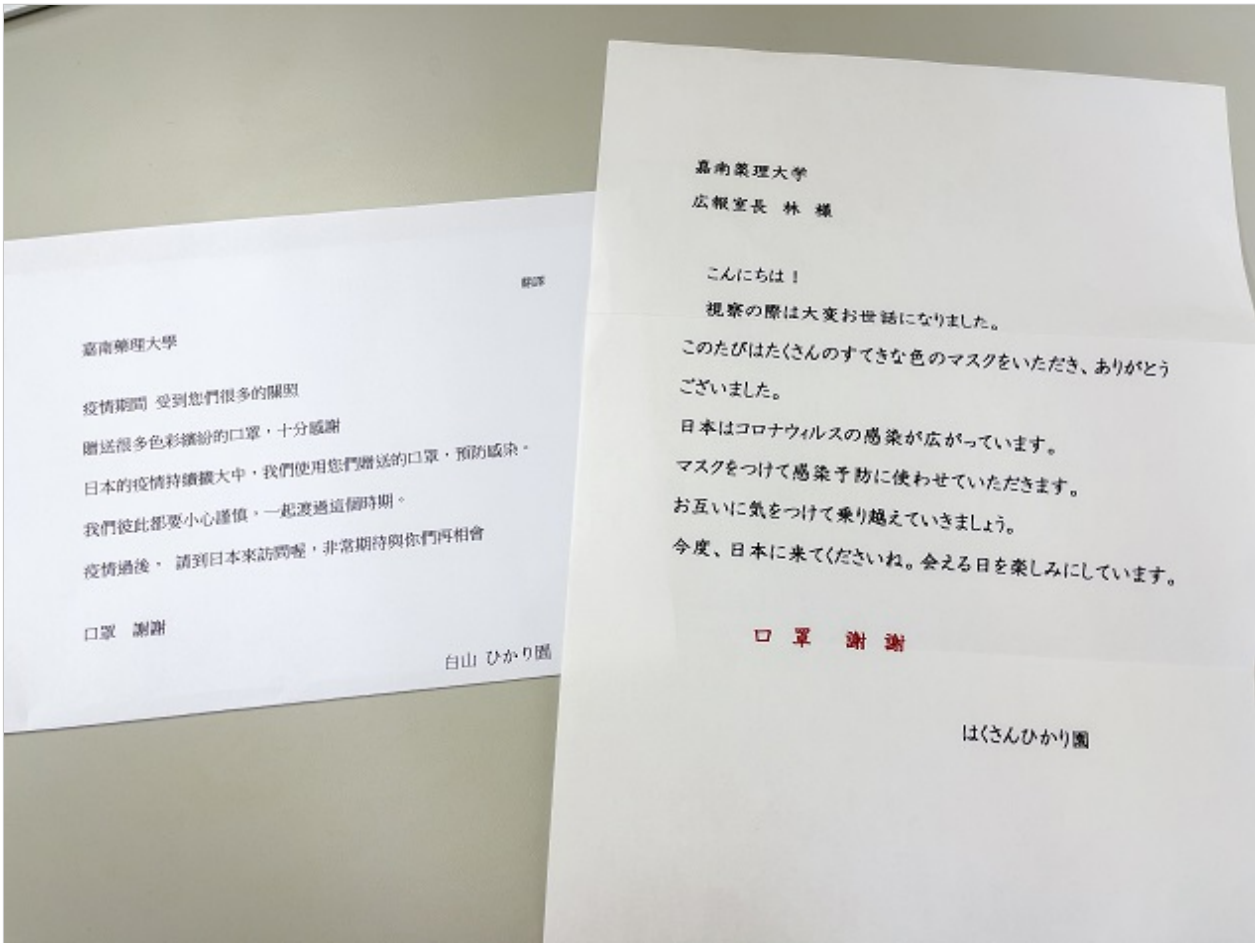 翻譯
嘉南藥理大學
疫情期間 受到您們很多的關照
贈送很多色彩繽紛的口罩，十分感謝
日本的疫情持續擴大中，我們使用您們贈送的口罩，預防感染。
我們彼此都要小心謹慎，一起渡過這個時期。
疫情過後， 請到日本來訪問喔，非常期待與你們再相會
口罩 謝謝
白山 ひかり園
嘉南薬理大学
広報室長 林 様
こんにちは！
視察の際は大変お世話になりました。
このたびはたくさんのすてきな色のマスクをいただき、ありがとう
ございました。
日本はコロナウィルスの感染が広がっています。
マスクをつけて感染予防に使わせていただきます。
お互いに気をつけて乗り越えていきましょう。
今度、日本に来てくださいね。会える日を楽しみにしています。
口罩 謝謝
はくさんひかり園